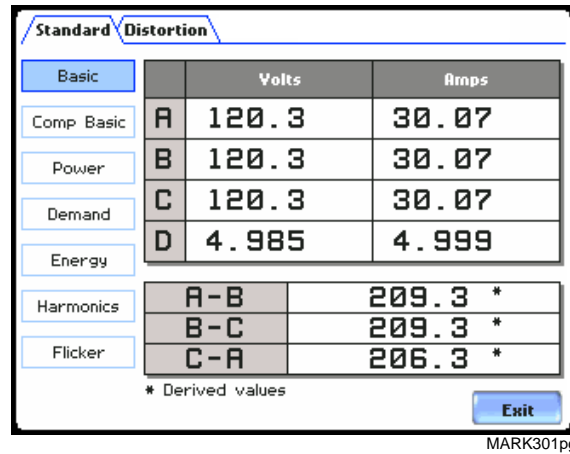 Standard Distortion
Basic
Comp Basic
Power
Demand
Energy
Harmonics
Flicker
Volts Amps
A 120.3 30.07
B 120.3 30.07
C 120.3 30.07
D 4.985 4.999
A-B 209.3 *
B-C 209.3 *
C-A 206.3 *
* Derived values
Exit
MARK301pg